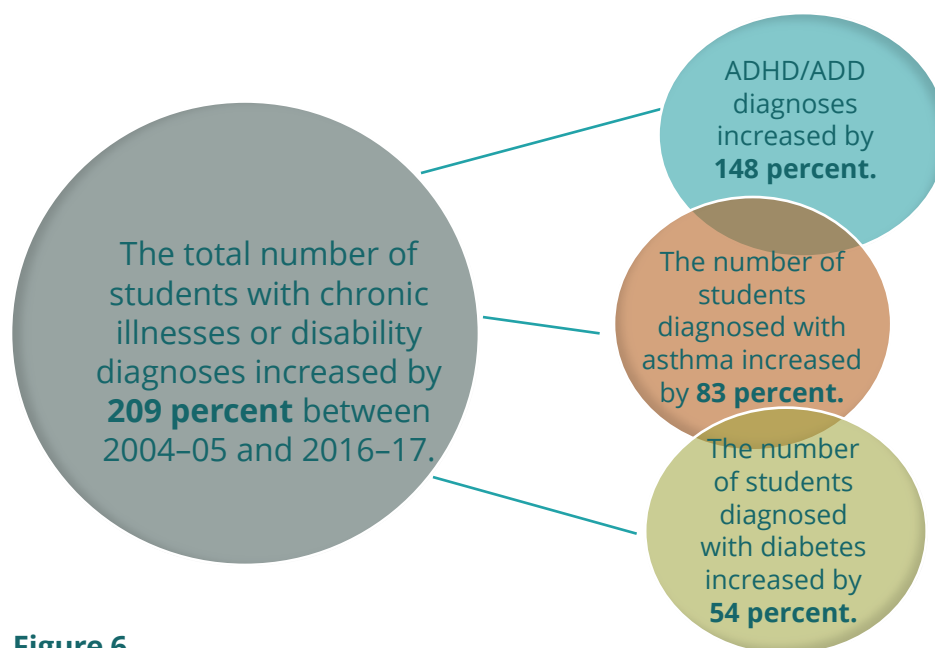 ADHD/ADD
diagnoses
increased by
148 percent.
The total number of
students with chronic
illnesses or disability
diagnoses increased by
209 percent between
2004–05 and 2016–17.
The number of
students
diagnosed with
asthma increased
by 83 percent.
The number
of students
diagnosed
with diabetes
increased by
54 percent.
Figure 6